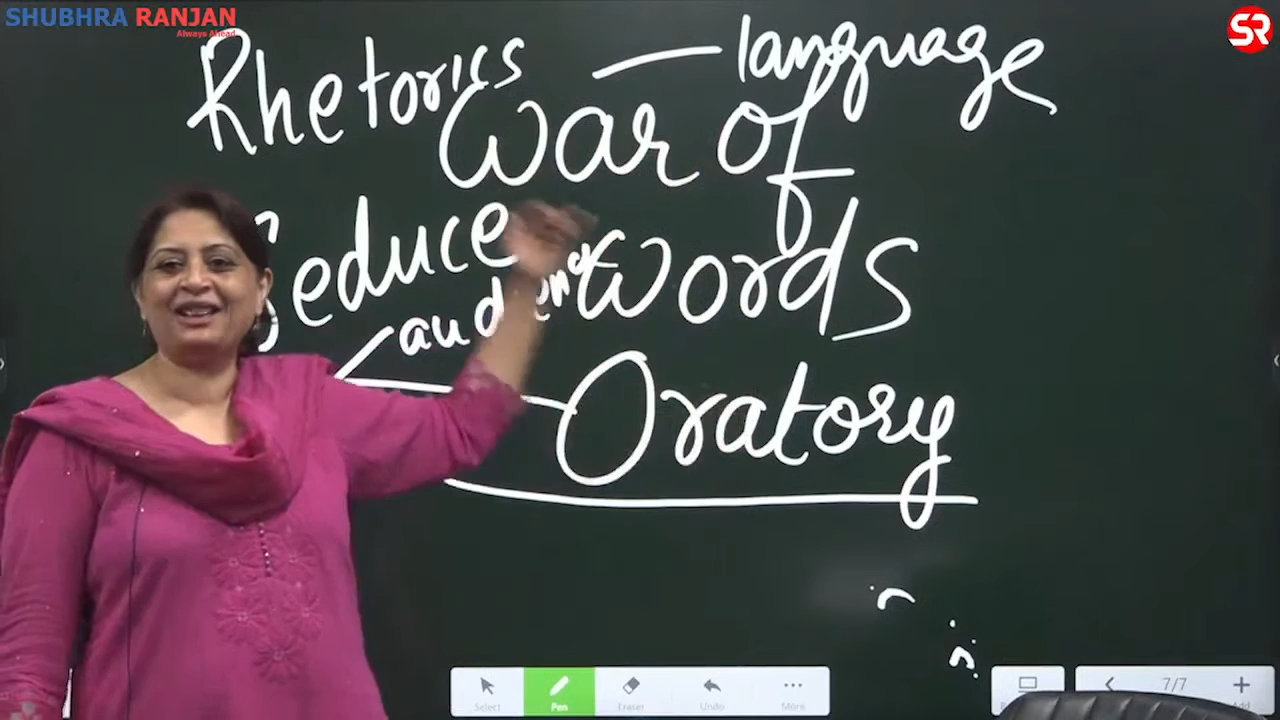 SHUBHRA RANJAN
Always Ahead
SR
Rhetorics — language
War of
Seduce
Words
Oratory
Select
Pen
Eraser
Undo
More
7/7
Add